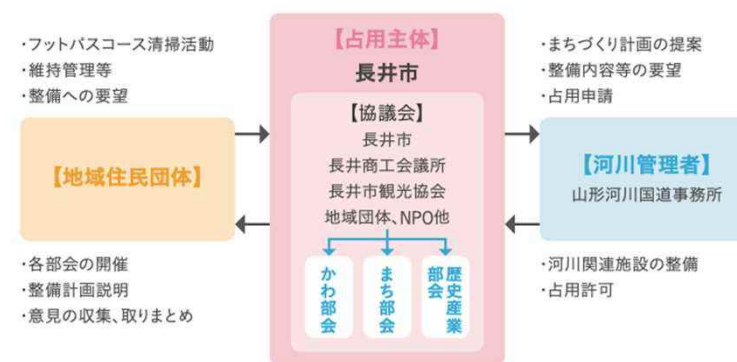 ・フットパスコース清掃活動
・維持管理等
・整備への要望
【地域住民団体】
・各部会の開催
・整備計画説明
・意見の収集、取りまとめ
【占用主体】
長井市
【協議会】
長井市
長井商工会議所
長井市観光協会
地域団体、NPO他
かわ部会
まち部会
歴史産業
部会
・まちづくり計画の提案
・整備内容等の要望
・占用申請
【河川管理者】
山形河川国道事務所
・河川関連施設の整備
・占用許可